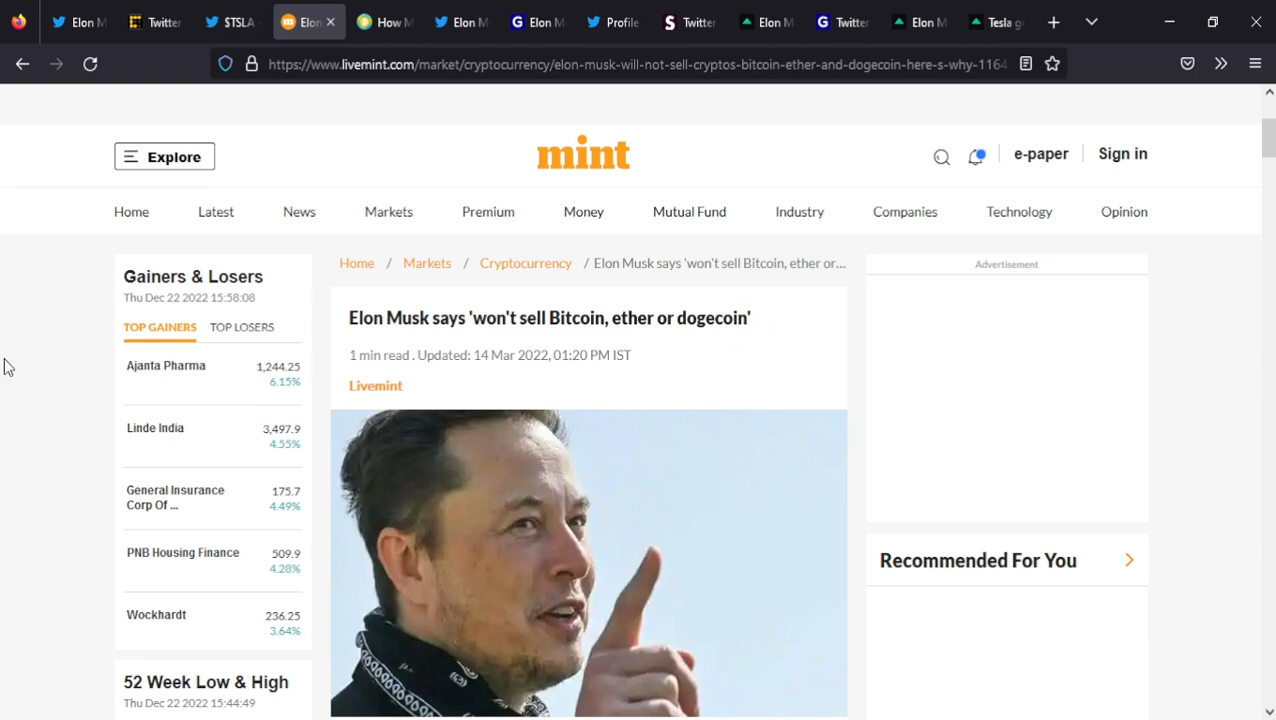 Elon M
Twitter
$TSLA
Elon
How M
Elon M
Elon M
Profile
Twitter
Elon M
Twitter
Elon M
Tesla g
https://www.livemint.com/market/cryptocurrency/elon-musk-will-not-sell-cryptos-bitcoin-ether-and-dogecoin-here-s-why-1164
Explore
mint
e-paper
Sign in
Home
Latest
News
Markets
Premium
Money
Mutual Fund
Industry
Companies
Technology
Opinion
Gainers & Losers
Thu Dec 22 2022 15:58:08
TOP GAINERS TOP LOSERS
Ajanta Pharma 1,244.25
6.15%
Linde India 3,497.9
4.55%
General Insurance 175.7
Corp Of ... 4.49%
PNB Housing Finance 509.9
4.28%
Wockhardt 236.25
3.64%
52 Week Low & High
Thu Dec 22 2022 15:44:49
Home / Markets / Cryptocurrency / Elon Musk says 'won't sell Bitcoin, ether or...
Elon Musk says 'won't sell Bitcoin, ether or dogecoin'
1 min read . Updated: 14 Mar 2022, 01:20 PM IST
Livemint
Advertisement
Recommended For You